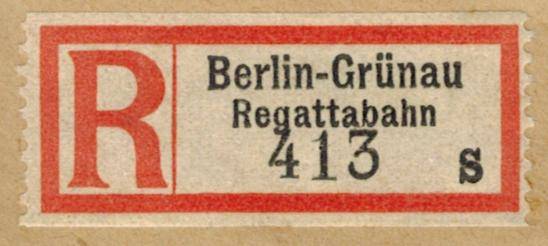 R
Berlin-Grünau
Regattabahn
413 s